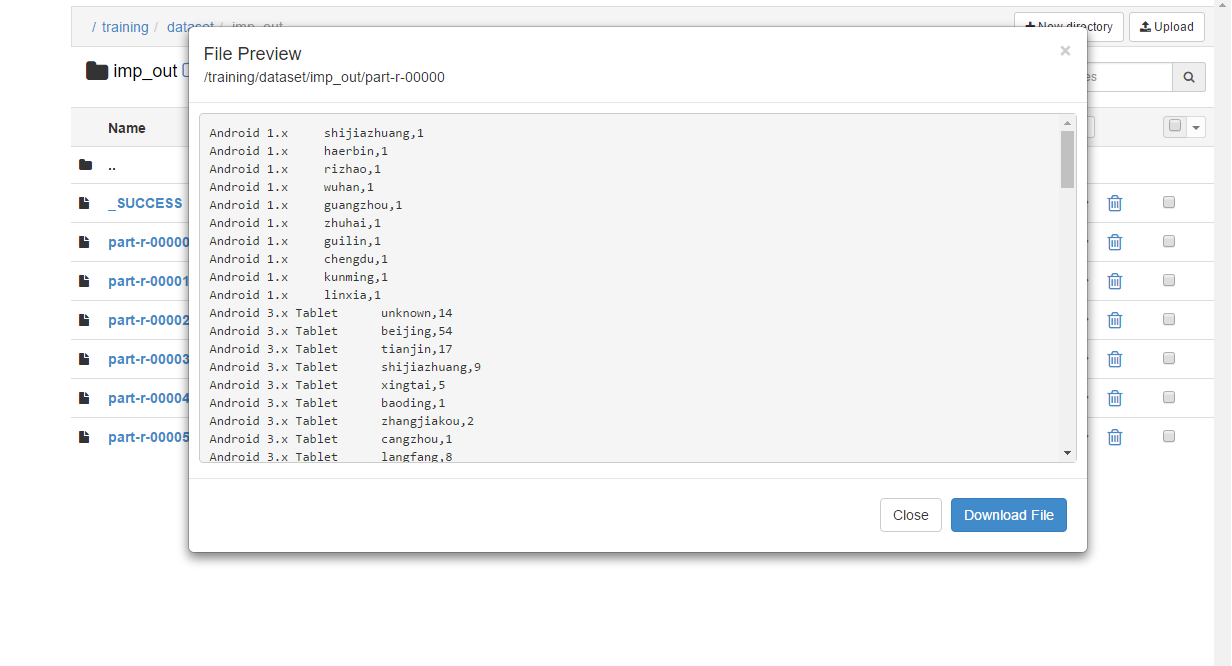 / training / dataset / imp_out
New directory
Upload
File Preview
/training/dataset/imp_out/part-r-00000
×
imp_out
Name
..
_SUCCESS
part-r-00000
part-r-00001
part-r-00002
part-r-00003
part-r-00004
part-r-00005
Android 1.x shijiazhuang,1
Android 1.x haerbin,1
Android 1.x rizhao,1
Android 1.x wuhan,1
Android 1.x guangzhou,1
Android 1.x zhuhai,1
Android 1.x guilin,1
Android 1.x chengdu,1
Android 1.x kunming,1
Android 1.x linxia,1
Android 3.x Tablet unknown,14
Android 3.x Tablet beijing,54
Android 3.x Tablet tianjin,17
Android 3.x Tablet shijiazhuang,9
Android 3.x Tablet xingtai,5
Android 3.x Tablet baoding,1
Android 3.x Tablet zhangjiakou,2
Android 3.x Tablet cangzhou,1
Android 3.x Tablet langfang,8
Close
Download File